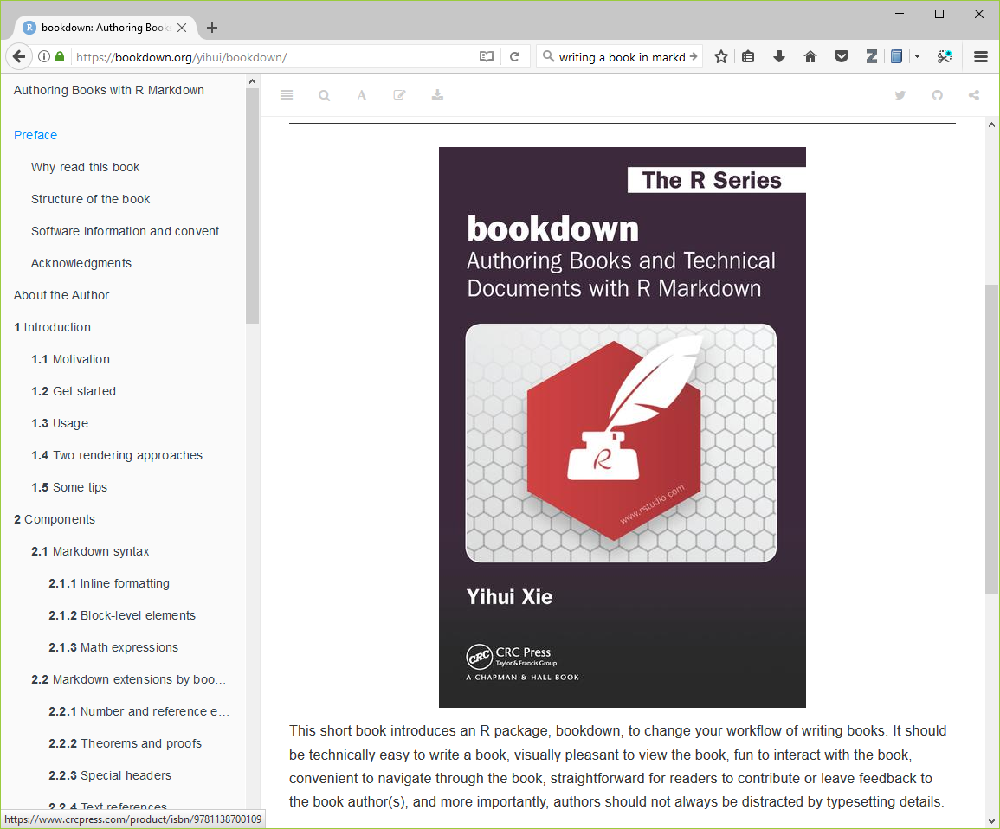 bookdown: Authoring Book
https://bookdown.org/yihui/bookdown/
writing a book in markd
Authoring Books with R Markdown
Preface
Why read this book
Structure of the book
Software information and convent…
Acknowledgments
About the Author
1 Introduction
1.1 Motivation
1.2 Get started
1.3 Usage
1.4 Two rendering approaches
1.5 Some tips
2 Components
2.1 Markdown syntax
2.1.1 Inline formatting
2.1.2 Block-level elements
2.1.3 Math expressions
2.2 Markdown extensions by boo…
2.2.1 Number and reference e…
2.2.2 Theorems and proofs
2.2.3 Special headers
2.2.4 Text references
https://www.crcpress.com/product/isbn/9781138700109
The R Series
bookdown
Authoring Books and Technical
Documents with R Markdown
R
www.rstudio.com
Yihui Xie
CRC
CRC Press
Taylor & Francis Group
A CHAPMAN & HALL BOOK
This short book introduces an R package, bookdown, to change your workflow of writing books. It should
be technically easy to write a book, visually pleasant to view the book, fun to interact with the book,
convenient to navigate through the book, straightforward for readers to contribute or leave feedback to
the book author(s), and more importantly, authors should not always be distracted by typesetting details.